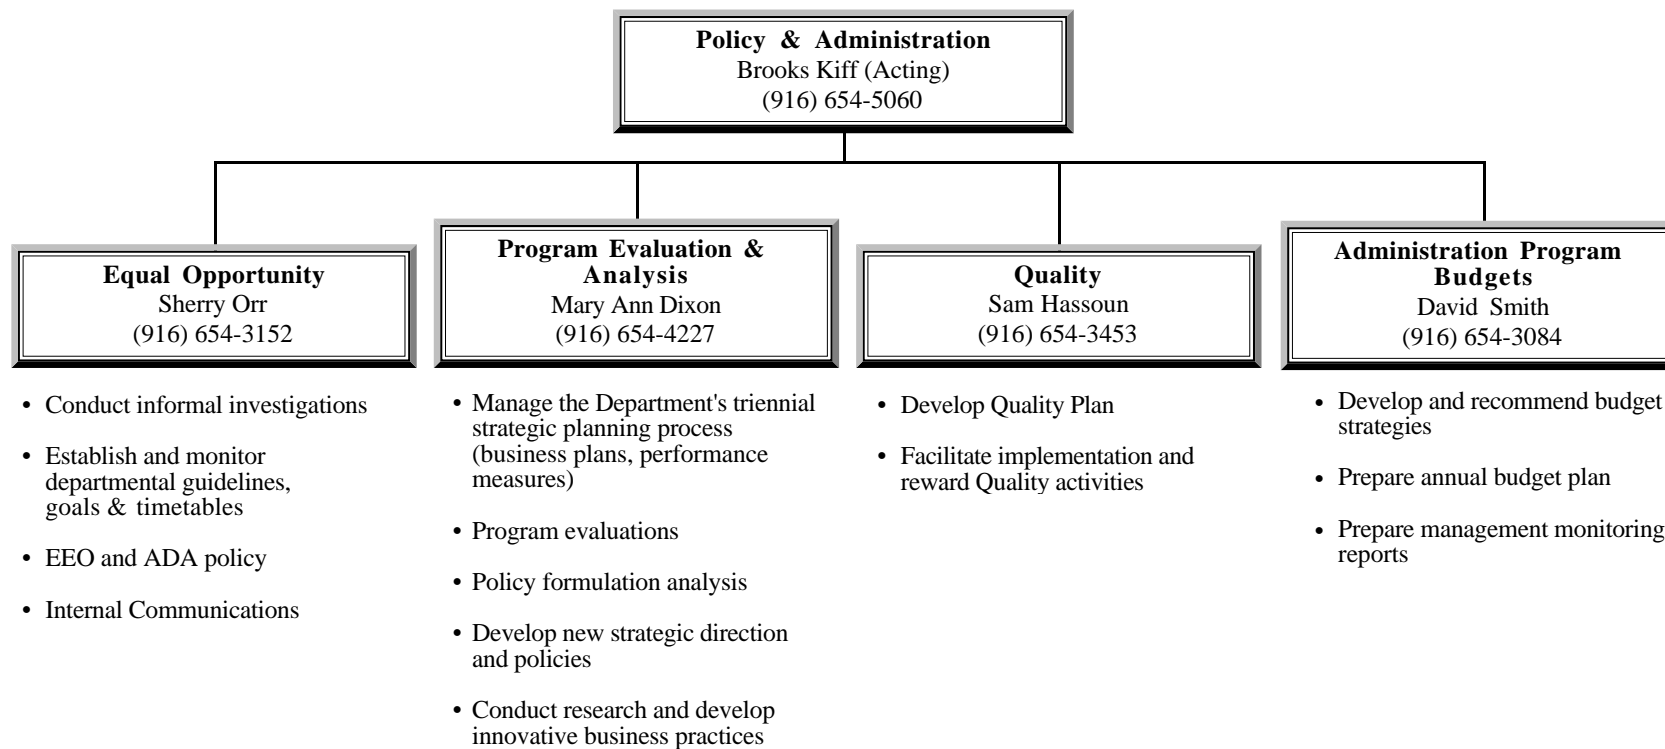 Policy & Administration
Brooks Kiff (Acting)
(916) 654-5060
Equal Opportunity
Sherry Orr
(916) 654-3152
• Conduct informal investigations
• Establish and monitor
departmental guidelines,
goals & timetables
• EEO and ADA policy
• Internal Communications
Program Evaluation &
Analysis
Mary Ann Dixon
(916) 654-4227
• Manage the Department's triennial
strategic planning process
(business plans, performance
measures)
• Program evaluations
• Policy formulation analysis
• Develop new strategic direction
and policies
• Conduct research and develop
innovative business practices
Quality
Sam Hassoun
(916) 654-3453
• Develop Quality Plan
• Facilitate implementation and
reward Quality activities
Administration Program
Budgets
David Smith
(916) 654-3084
• Develop and recommend budget
strategies
• Prepare annual budget plan
• Prepare management monitoring
reports